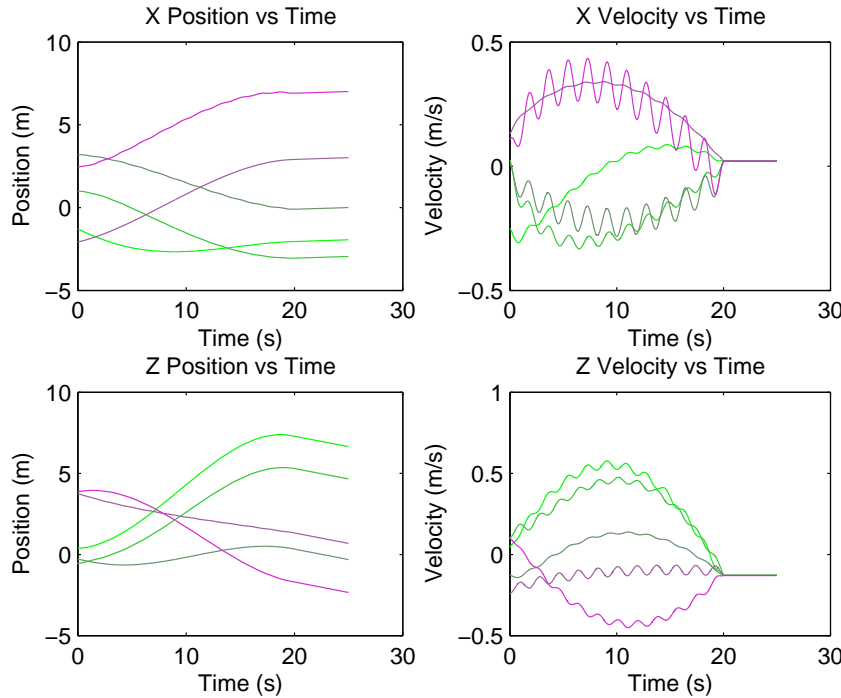 X Position vs Time
X Velocity vs Time
10
5
0
−5
Position (m)
0 10 20 30
Time (s)
0.5
0
−0.5
Velocity (m/s)
0 10 20 30
Time (s)
Z Position vs Time
Z Velocity vs Time
10
5
0
−5
Position (m)
0 10 20 30
Time (s)
1
0.5
0
−0.5
Velocity (m/s)
0 10 20 30
Time (s)